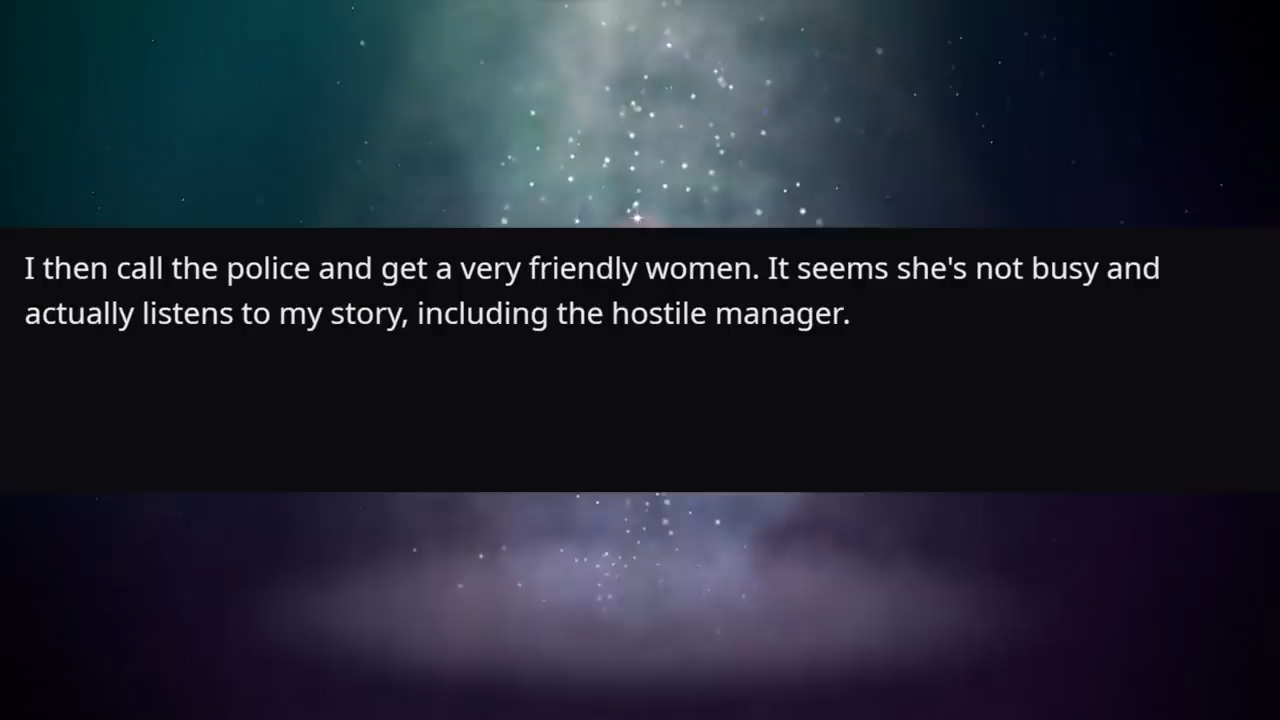 I then call the police and get a very friendly women. It seems she's not busy and
actually listens to my story, including the hostile manager.